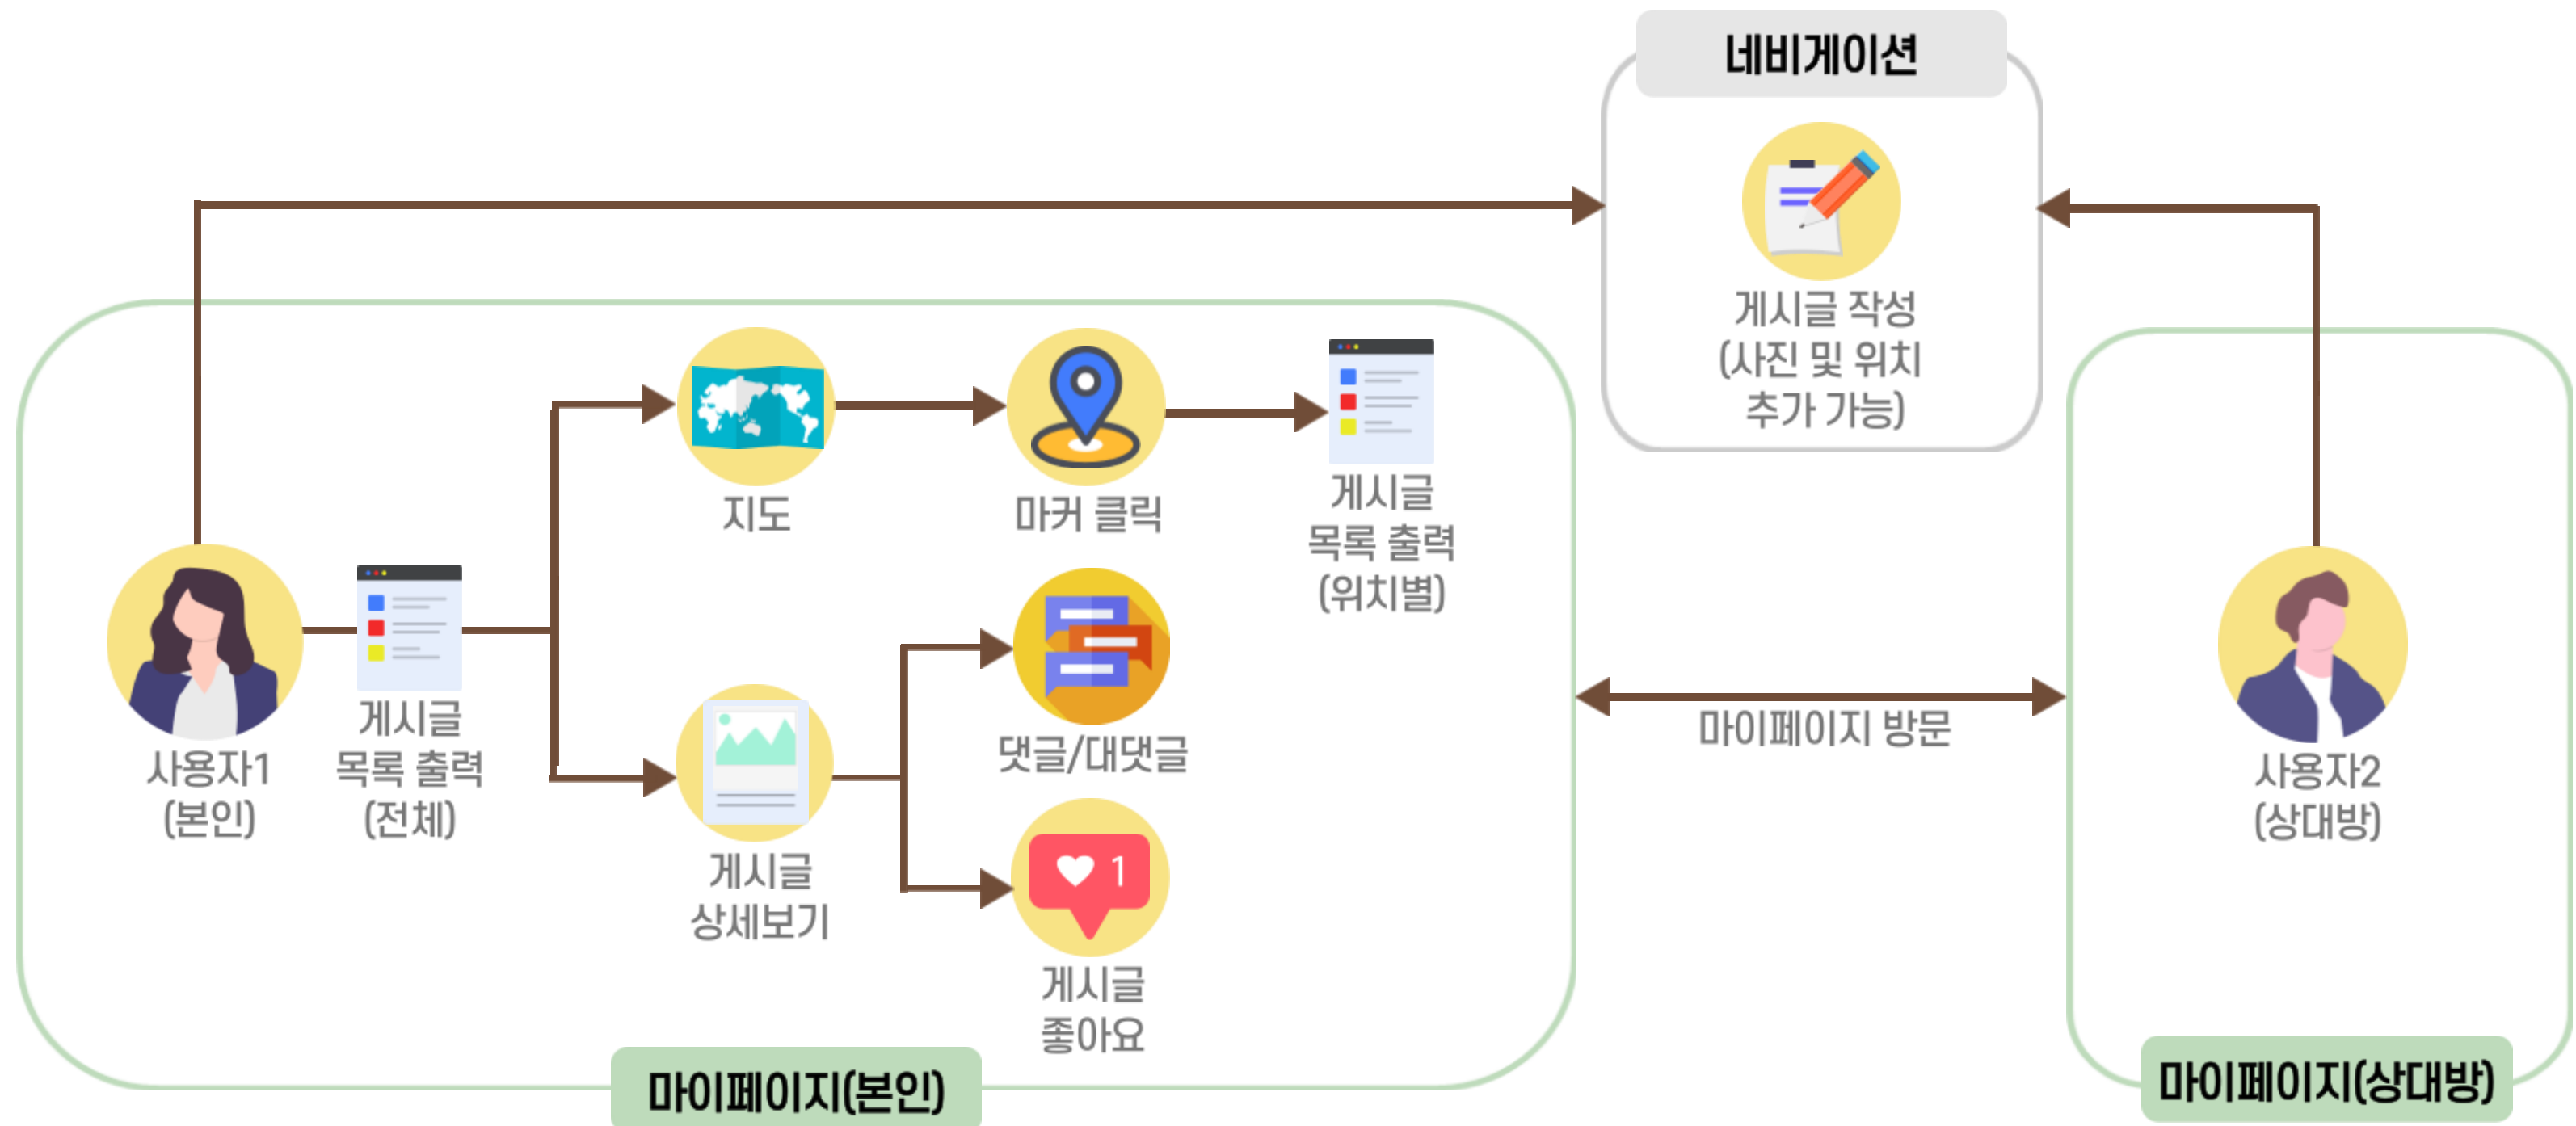 네비게이션
게시글 작성
(사진 및 위치
추가 가능)
지도
마커 클릭
게시글
목록 출력
(위치별)
사용자1
(본인)
게시글
목록 출력
(전체)
게시글
상세보기
댓글/대댓글
1
게시글
좋아요
마이페이지(본인)
마이페이지 방문
사용자2
(상대방)
마이페이지(상대방)